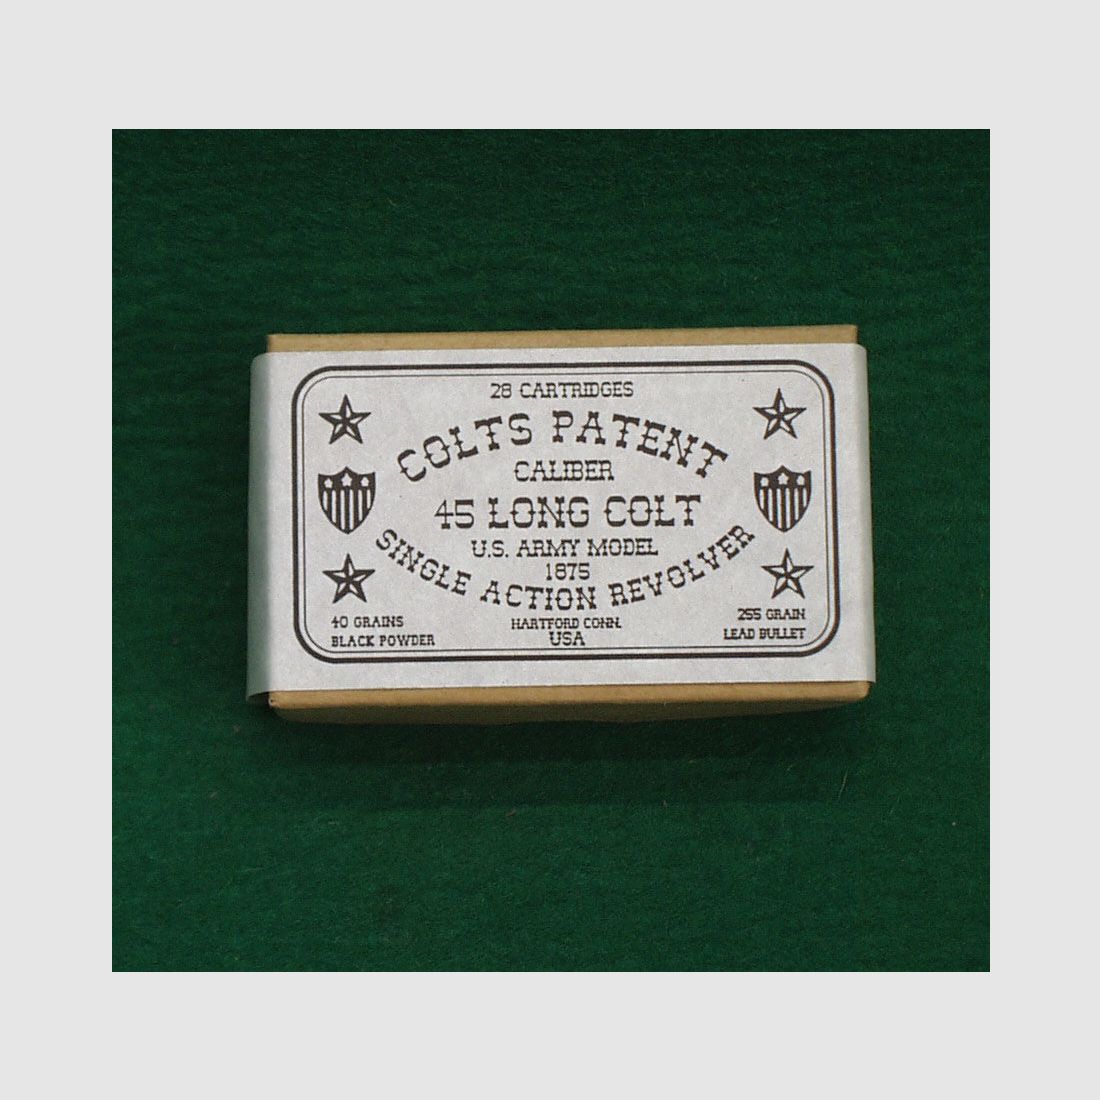 28 CARTRIDGES
COLTS PATENT
CALIBER
45 LONG COLT
U.S. ARMY MODEL
1875
SINGLE ACTION REVOLVER
40 GRAINS
BLACK POWDER
HARTFORD CONN.
USA
255 GRAIN
LEAD BULLET